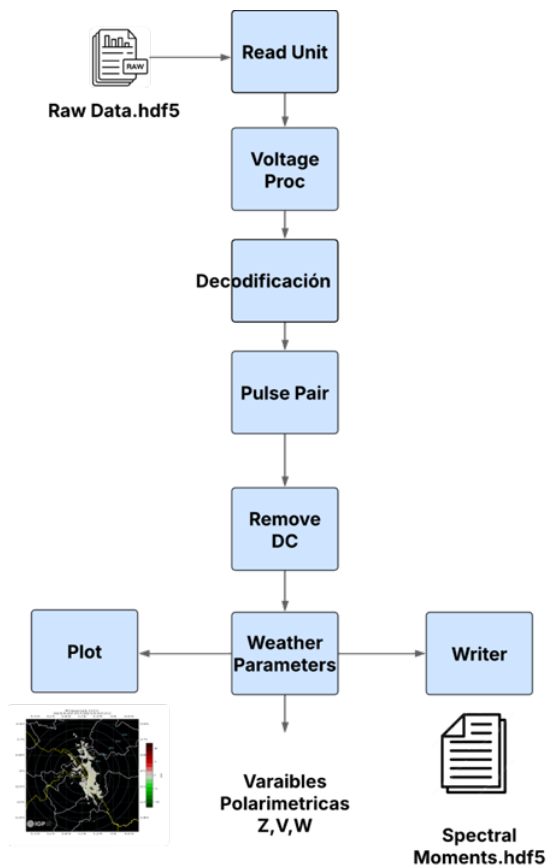 Read Unit
RAW
Raw Data.hdf5
Voltage
Proc
Decodificación
Pulse Pair
Remove
DC
Plot
Weather
Parameters
Writer
IGP
Varaibles
Polarimetricas
Z,V,W
Spectral
Moments.hdf5